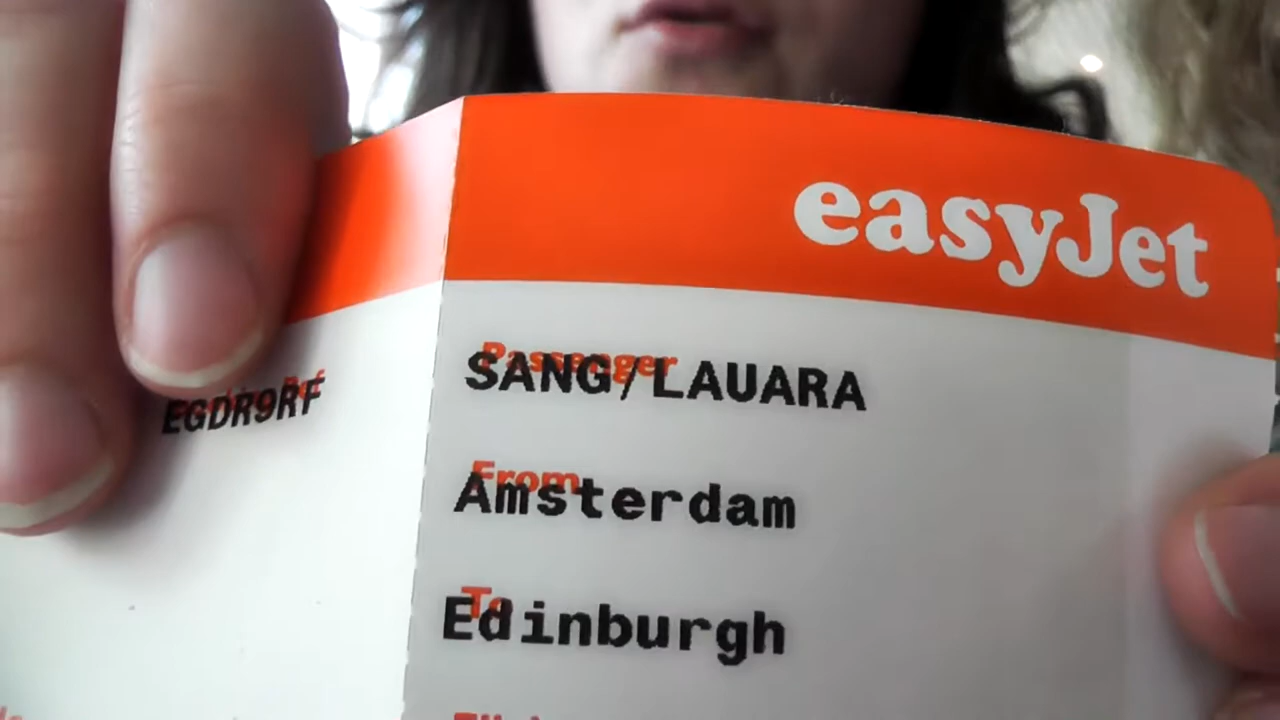 easyJet
EGDR9RF
Passenger
SANG/LAUARA
From
Amsterdam
To
Edinburgh